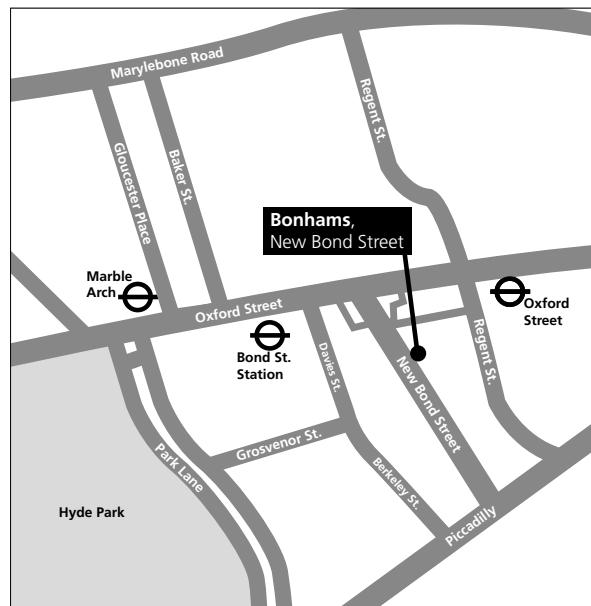 Marylebone Road
Regent St.
Gloucester Place
Baker St.
Bonhams,
New Bond Street
Marble
Arch
Oxford Street
Oxford
Street
Bond St.
Station
Davies St.
New Bond Street
Regent St.
Grosvenor St.
Park Lane
Berkeley St.
Hyde Park
Piccadilly